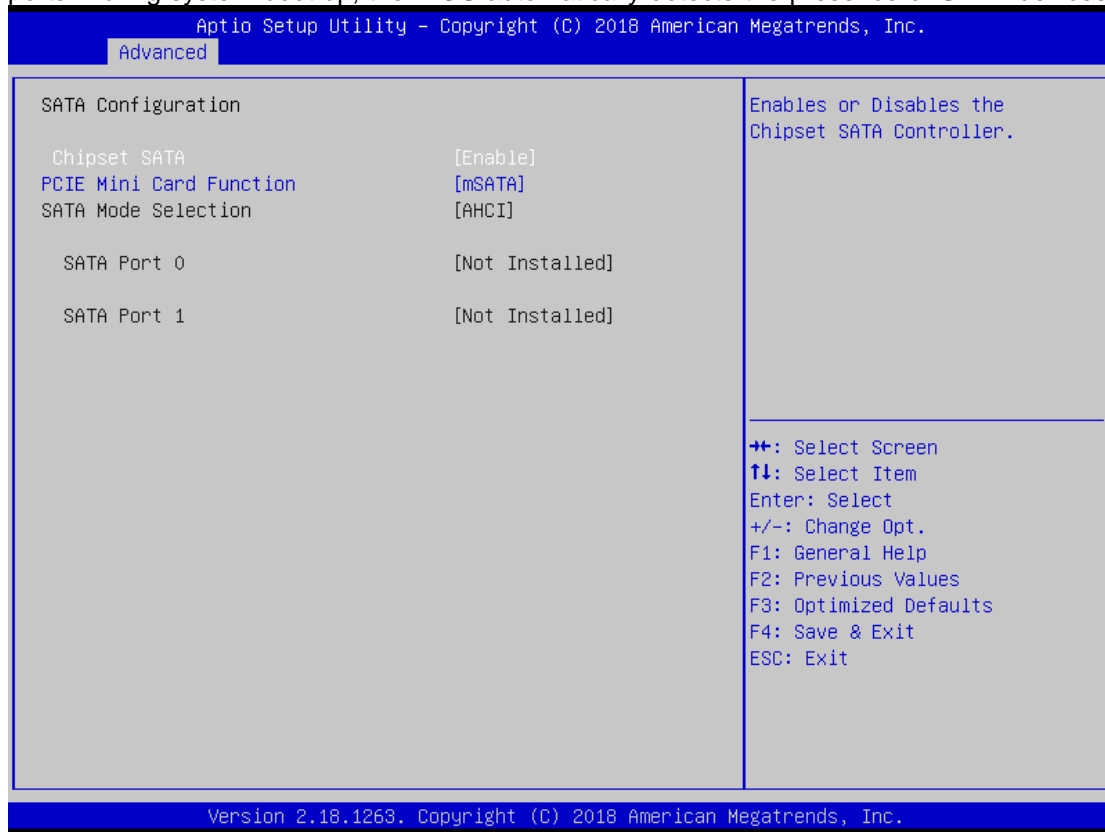 Aptio Setup Utility – Copyright (C) 2018 American Megatrends, Inc.
Advanced
SATA Configuration
Chipset SATA [Enable]
PCIE Mini Card Function [mSATA]
SATA Mode Selection [AHCI]
SATA Port 0 [Not Installed]
SATA Port 1 [Not Installed]
Enables or Disables the
Chipset SATA Controller.
→←: Select Screen
↑↓: Select Item
Enter: Select
+/-: Change Opt.
F1: General Help
F2: Previous Values
F3: Optimized Defaults
F4: Save & Exit
ESC: Exit
Version 2.18.1263. Copyright (C) 2018 American Megatrends, Inc.